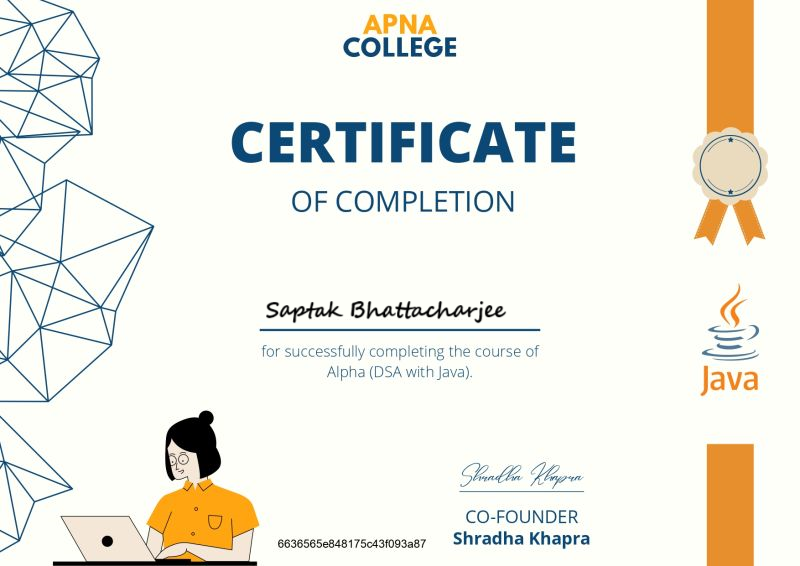 APNA
COLLEGE
CERTIFICATE
OF COMPLETION
Saptak Bhattacharjee
for successfully completing the course of
Alpha (DSA with Java).
Java
Shradha Khapra
CO-FOUNDER
Shradha Khapra
6636565e848175c43f093a87